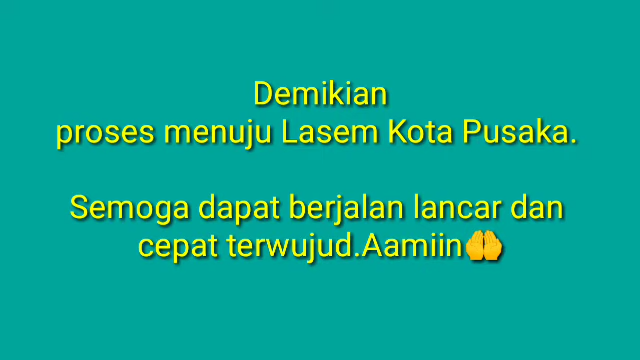 Demikian
proses menuju Lasem Kota Pusaka.
Semoga dapat berjalan lancar dan
cepat terwujud.Aamiin🤲